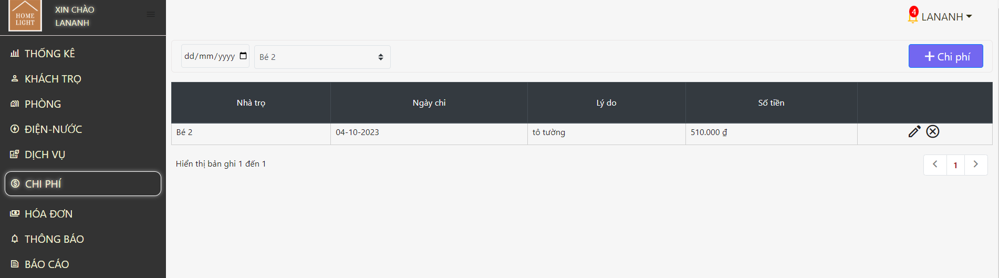 HOME
LIGHT
XIN CHÀO
LANANH
THỐNG KÊ
KHÁCH TRỌ
PHÒNG
ĐIỆN-NƯỚC
DỊCH VỤ
CHI PHÍ
HÓA ĐƠN
THÔNG BÁO
BÁO CÁO
4 LANANH
dd/mm/yyyy Bé 2 Chi phí
Nhà trọ Ngày chi Lý do Số tiền
Bé 2 04-10-2023 tô tường 510.000 ₫
Hiển thị bản ghi 1 đến 1
1